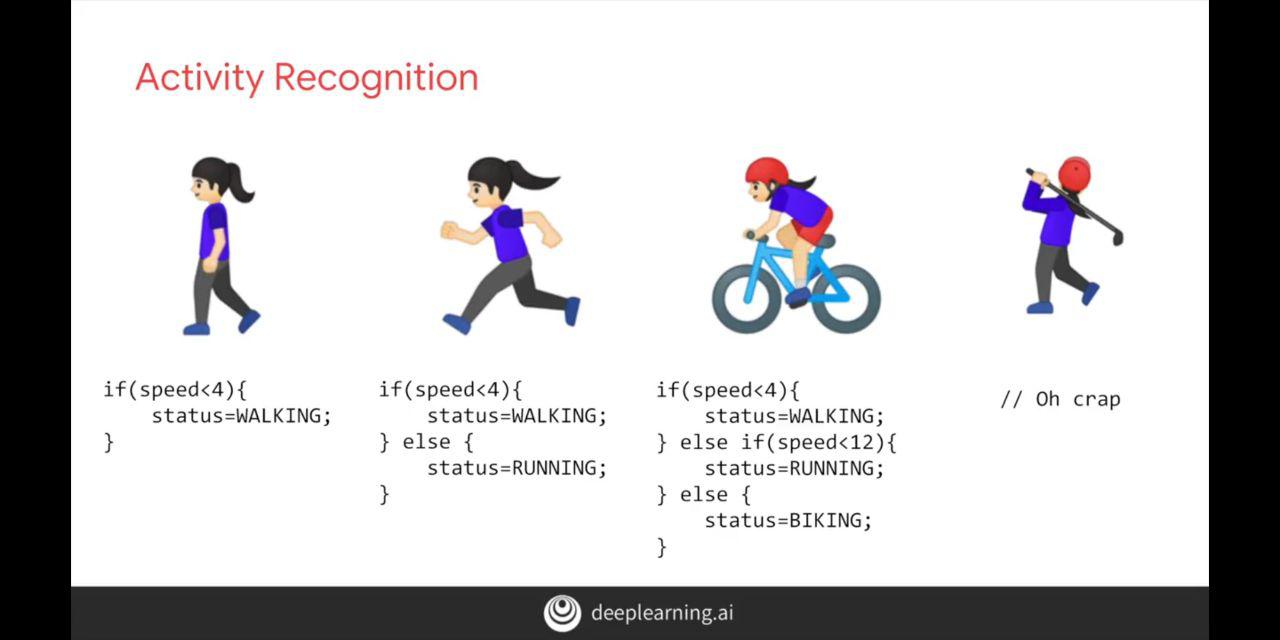 Activity Recognition
if(speed<4){
    status=WALKING;
}
if(speed<4){
    status=WALKING;
} else {
    status=RUNNING;
}
if(speed<4){
    status=WALKING;
} else if(speed<12){
    status=RUNNING;
} else {
    status=BIKING;
}
// Oh crap
deeplearning.ai